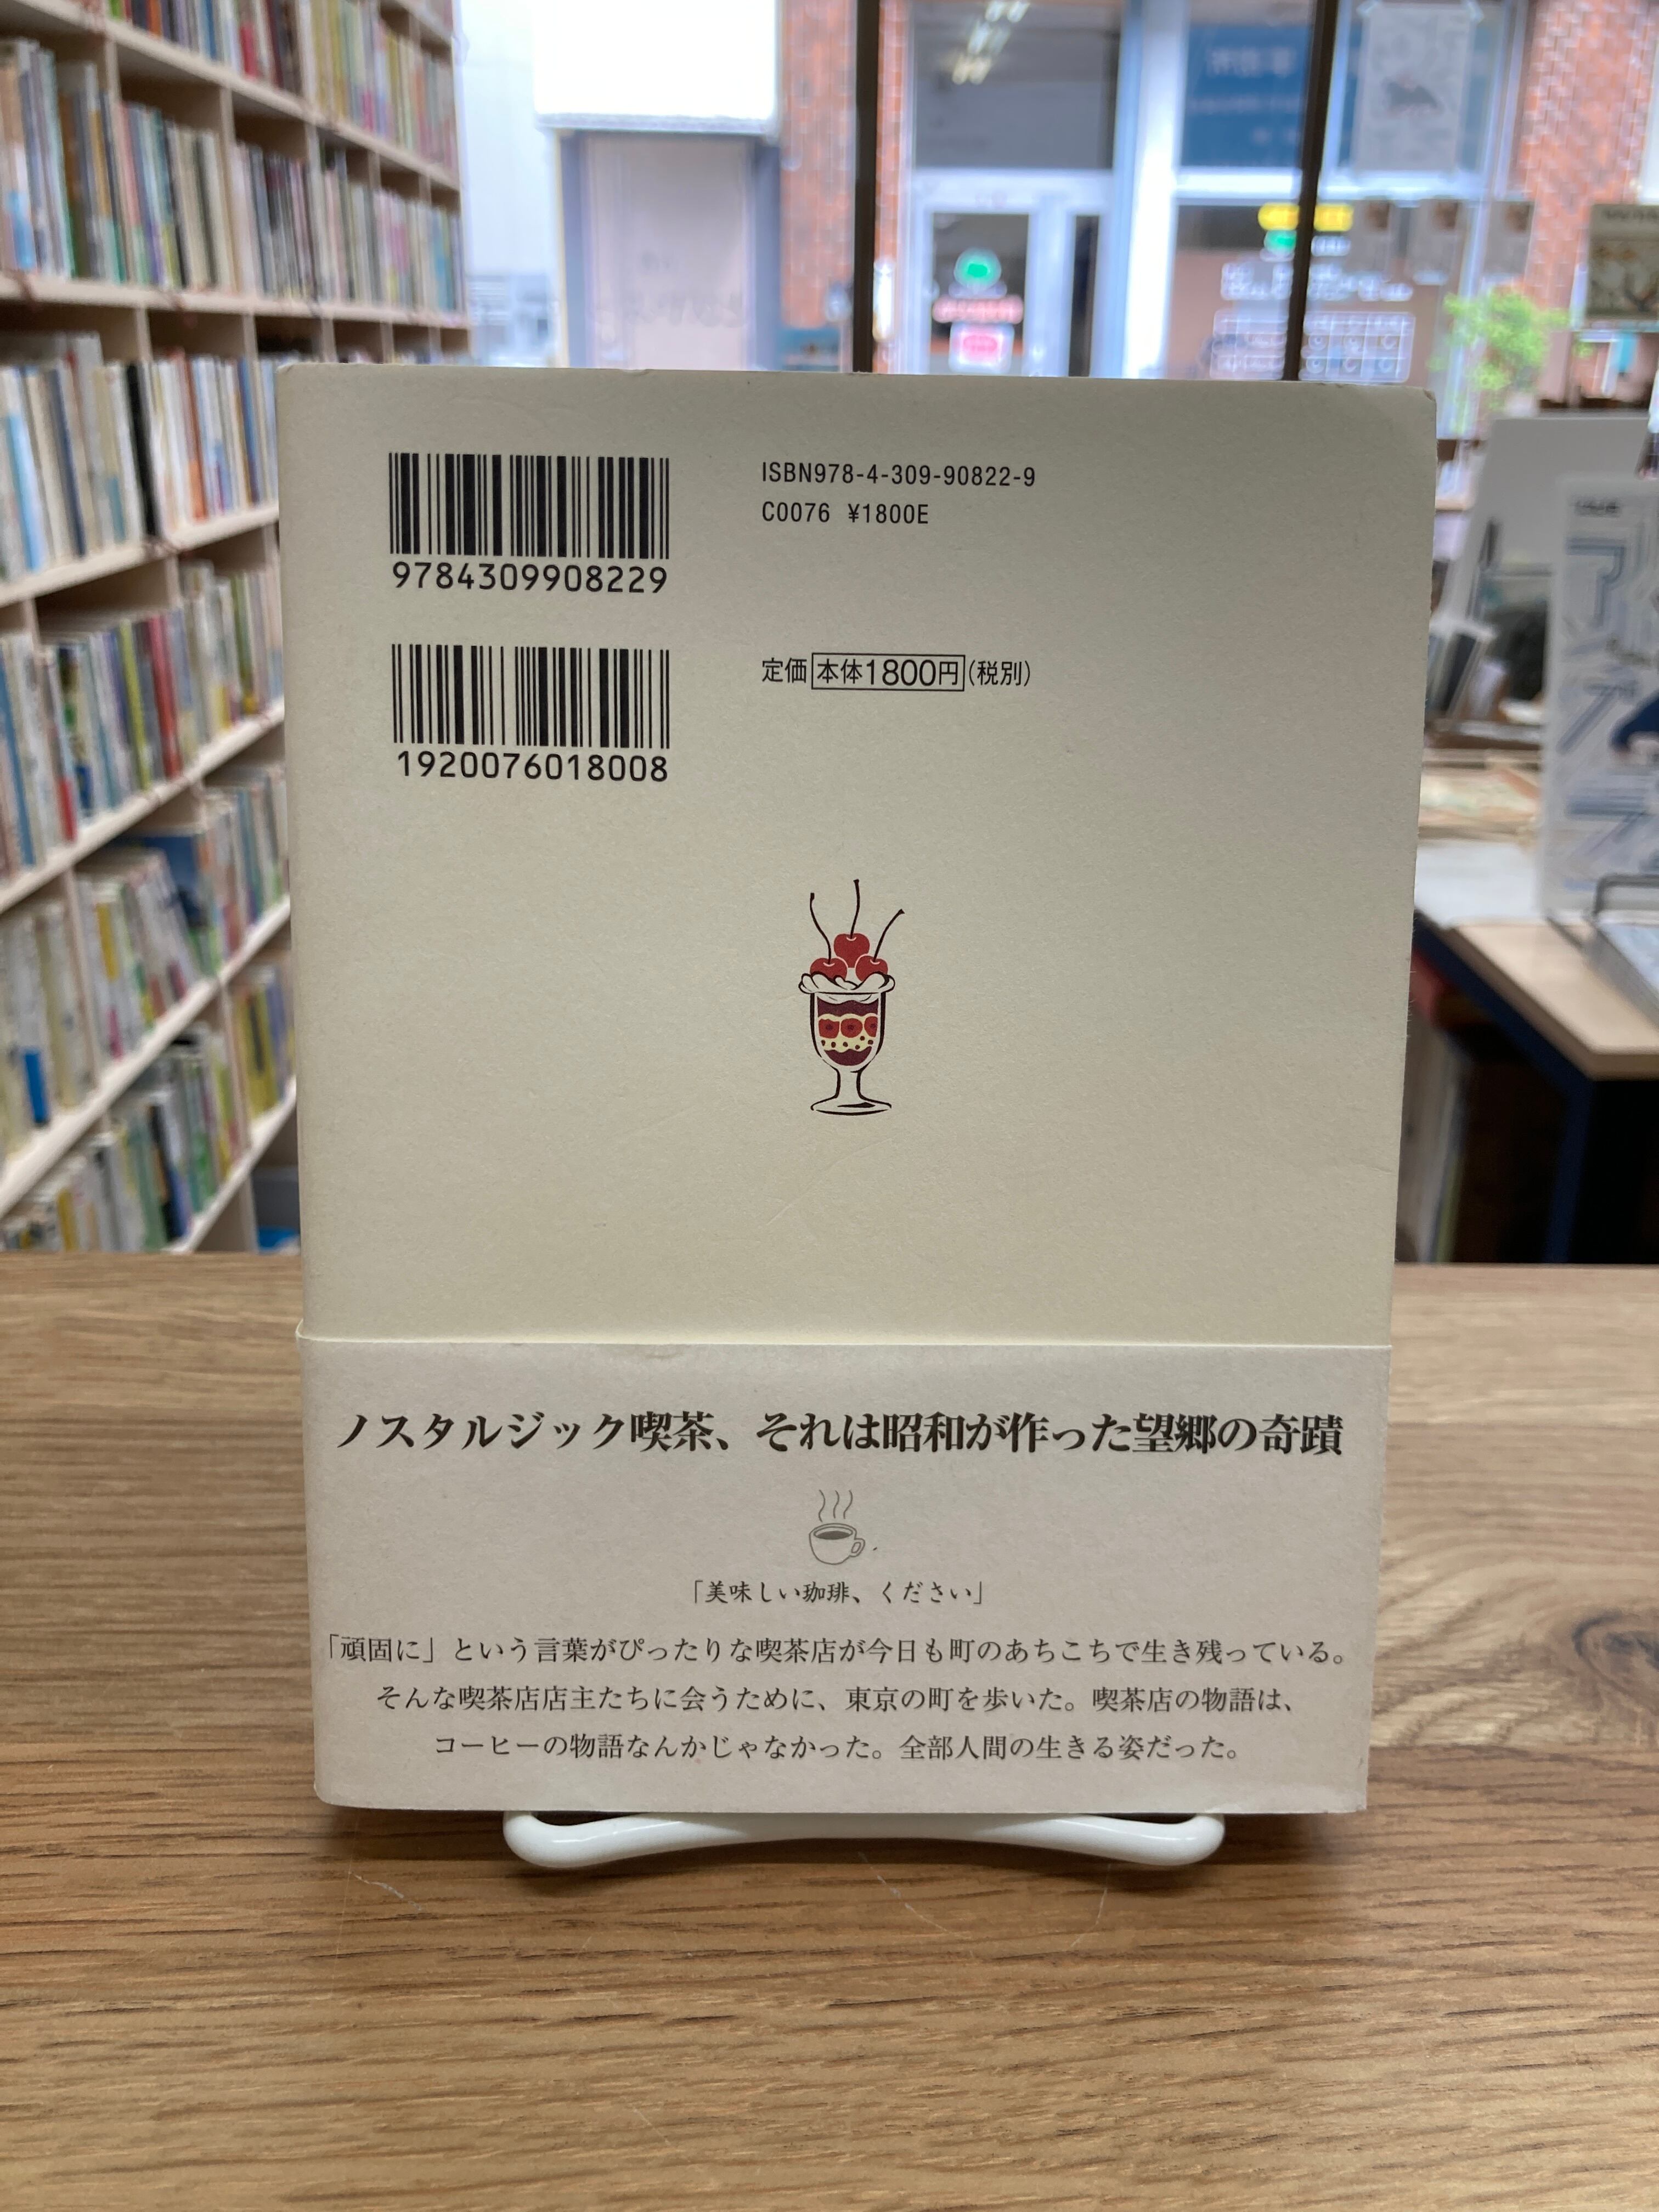 ISBN978-4-309-90822-9
C0076 ¥1800E
9784309908229
定価 本体1800円(税別)
1920076018008
ノスタルジック喫茶、それは昭和が作った望郷の奇蹟
「美味しい珈琲、ください」
「頑固に」という言葉がぴったりな喫茶店が今日も町のあちこちで生き残っている。
そんな喫茶店店主たちに会うために、東京の町を歩いた。喫茶店の物語は、
コーヒーの物語なんかじゃなかった。全部人間の生きる姿だった。